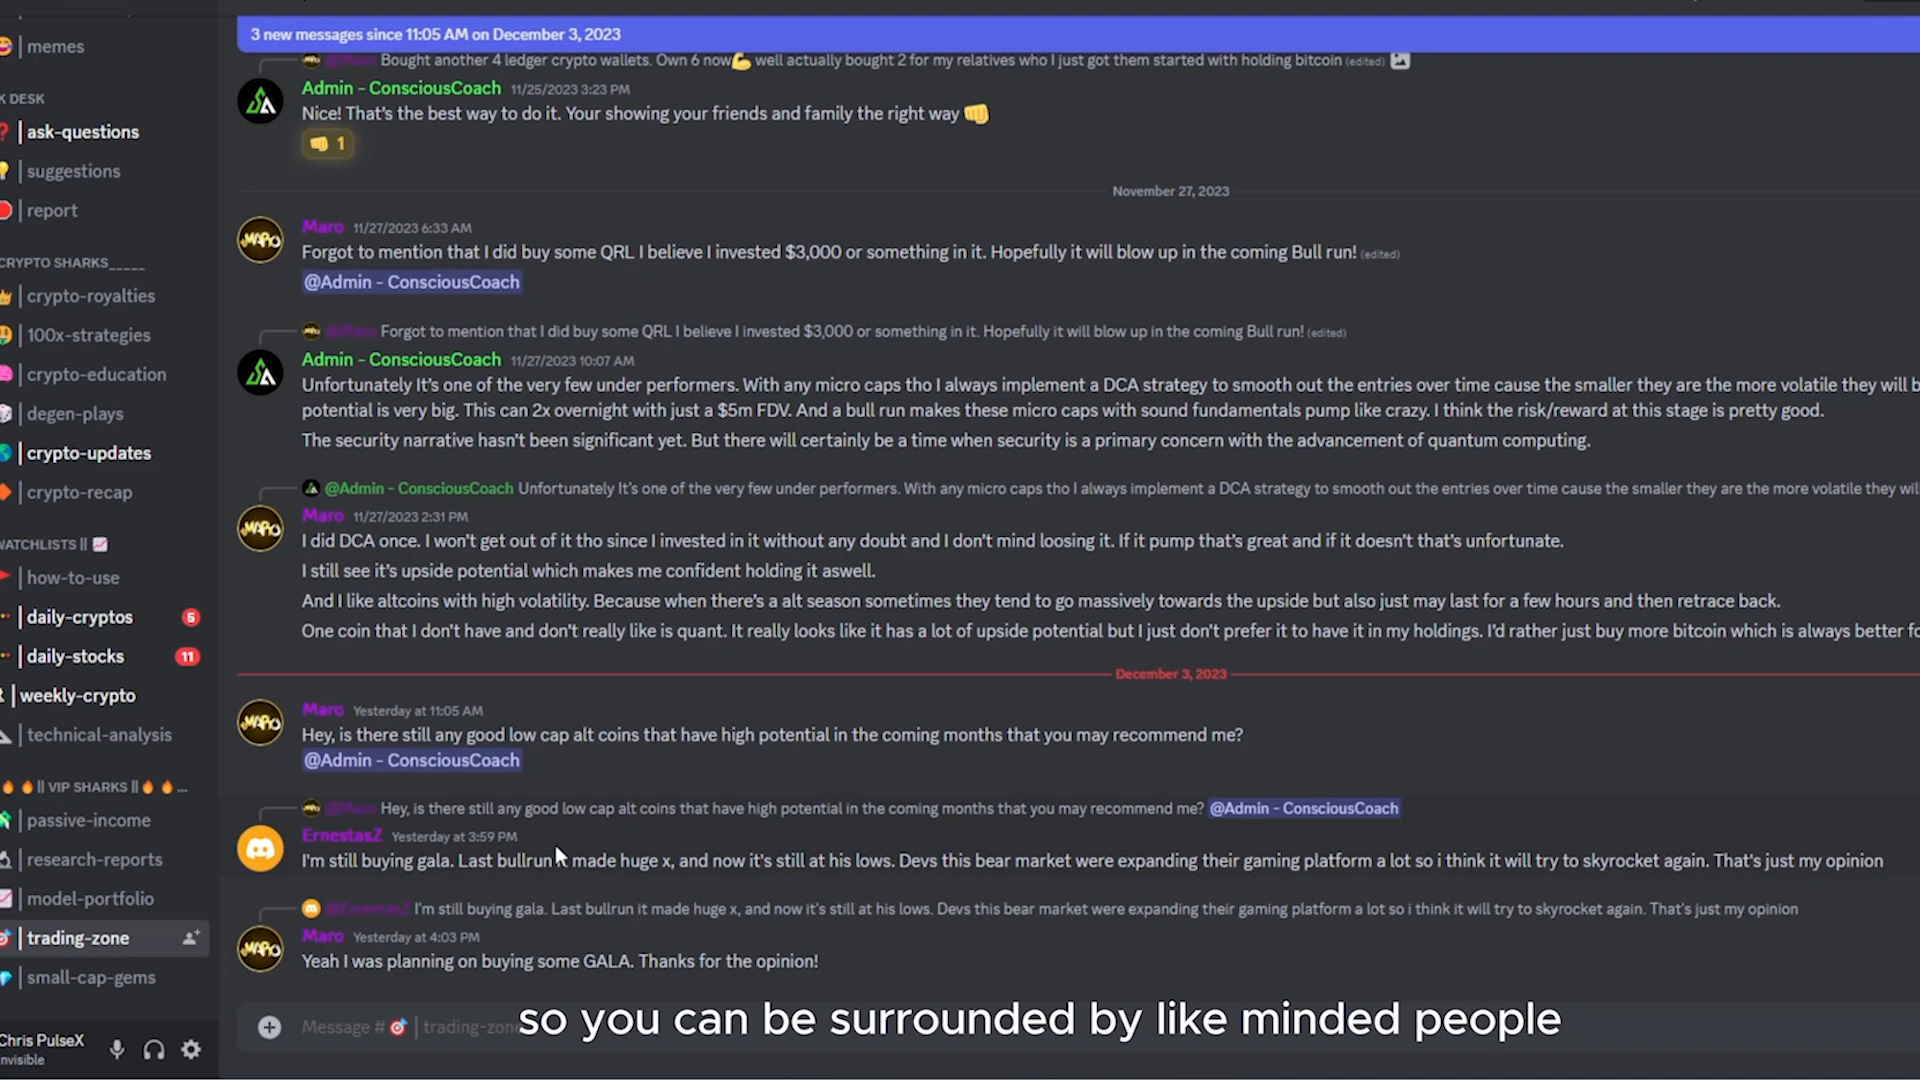 memes
K DESK
ask-questions
suggestions
report
CRYPTO SHARKS_____
crypto-royalties
100x-strategies
crypto-education
degen-plays
crypto-updates
crypto-recap
WATCHLISTS ||
how-to-use
daily-cryptos 5
daily-stocks 11
weekly-crypto
technical-analysis
|| VIP SHARKS || ...
passive-income
research-reports
model-portfolio
trading-zone
small-cap-gems
Chris PulseX
nvisible
3 new messages since 11:05 AM on December 3, 2023
@Maro Bought another 4 ledger crypto wallets. Own 6 now💪 well actually bought 2 for my relatives who I just got them started with holding bitcoin (edited)
Admin - ConsciousCoach 11/25/2023 3:23 PM
Nice! That's the best way to do it. Your showing your friends and family the right way 👊
👊 1
November 27, 2023
MARO
Maro 11/27/2023 6:33 AM
Forgot to mention that I did buy some QRL I believe I invested $3,000 or something in it. Hopefully it will blow up in the coming Bull run! (edited)
@Admin - ConsciousCoach
@Maro Forgot to mention that I did buy some QRL I believe I invested $3,000 or something in it. Hopefully it will blow up in the coming Bull run! (edited)
Admin - ConsciousCoach 11/27/2023 10:07 AM
Unfortunately It's one of the very few under performers. With any micro caps tho I always implement a DCA strategy to smooth out the entries over time cause the smaller they are the more volatile they will b
potential is very big. This can 2x overnight with just a $5m FDV. And a bull run makes these micro caps with sound fundamentals pump like crazy. I think the risk/reward at this stage is pretty good.
The security narrative hasn't been significant yet. But there will certainly be a time when security is a primary concern with the advancement of quantum computing.
@Admin - ConsciousCoach Unfortunately It's one of the very few under performers. With any micro caps tho I always implement a DCA strategy to smooth out the entries over time cause the smaller they are the more volatile they wil
MARO
Maro 11/27/2023 2:31 PM
I did DCA once. I won't get out of it tho since I invested in it without any doubt and I don't mind loosing it. If it pump that's great and if it doesn't that's unfortunate.
I still see it's upside potential which makes me confident holding it aswell.
And I like altcoins with high volatility. Because when there's a alt season sometimes they tend to go massively towards the upside but also just may last for a few hours and then retrace back.
One coin that I don't have and don't really like is quant. It really looks like it has a lot of upside potential but I just don't prefer it to have it in my holdings. I'd rather just buy more bitcoin which is always better fo
December 3, 2023
MARO
Maro Yesterday at 11:05 AM
Hey, is there still any good low cap alt coins that have high potential in the coming months that you may recommend me?
@Admin - ConsciousCoach
@Maro Hey, is there still any good low cap alt coins that have high potential in the coming months that you may recommend me? @Admin - ConsciousCoach
ErnestasZ Yesterday at 3:59 PM
I'm still buying gala. Last bullrun it made huge x, and now it's still at his lows. Devs this bear market were expanding their gaming platform a lot so i think it will try to skyrocket again. That's just my opinion
@ErnestasZ I'm still buying gala. Last bullrun it made huge x, and now it's still at his lows. Devs this bear market were expanding their gaming platform a lot so i think it will try to skyrocket again. That's just my opinion
MARO
Maro Yesterday at 4:03 PM
Yeah I was planning on buying some GALA. Thanks for the opinion!
Message # | trading-zone
so you can be surrounded by like minded people